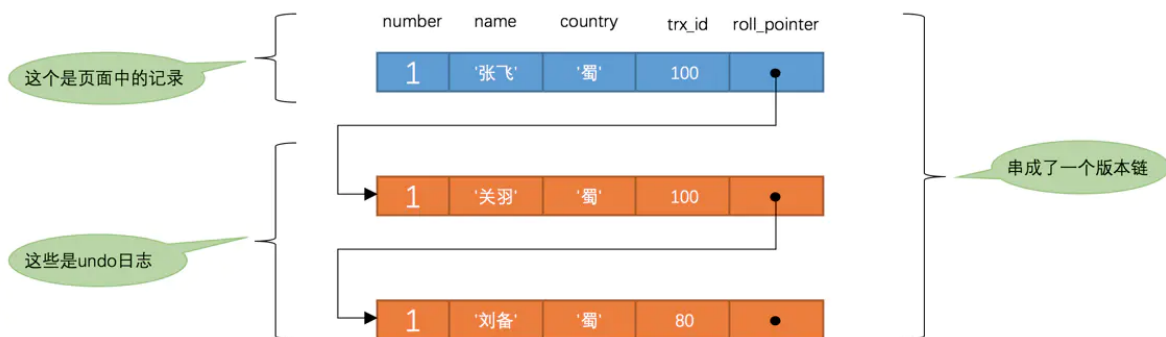 number name country trx_id roll_pointer
这个是页面中的记录
1 '张飞' '蜀' 100
串成了一个版本链
1 '关羽' '蜀' 100
这些是undo日志
1 '刘备' '蜀' 80